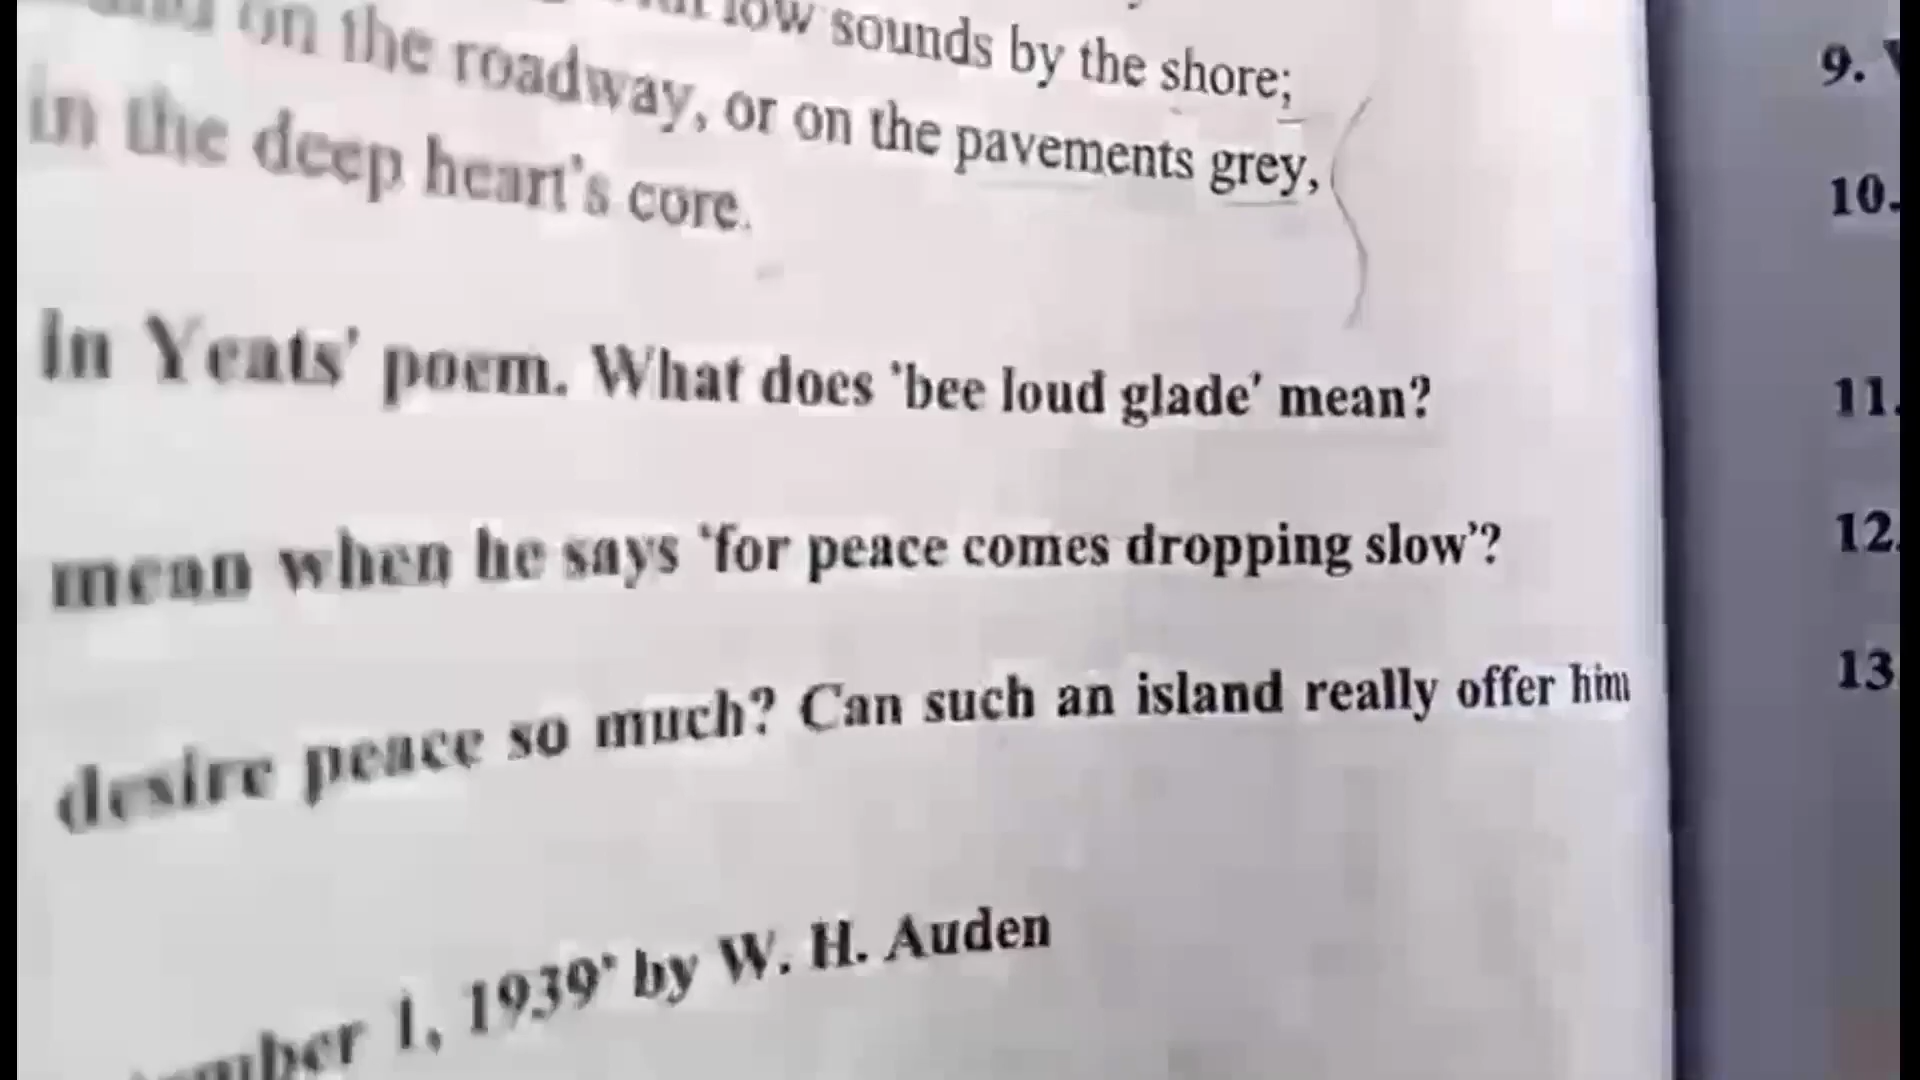 low sounds by the shore;
on the roadway, or on the pavements grey,
in the deep heart's core.
In Yeats' poem. What does 'bee loud glade' mean?
mean when he says 'for peace comes dropping slow'?
desire peace so much? Can such an island really offer him
1, 1939' by W. H. Auden
9.
10.
11.
12.
13